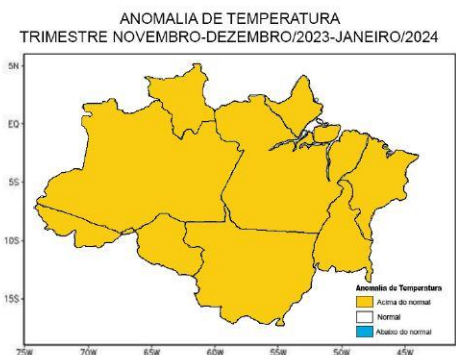 ANOMALIA DE TEMPERATURA
TRIMESTRE NOVEMBRO-DEZEMBRO/2023-JANEIRO/2024
5N
EQ
5S
10S
15S
Anomalia de Temperatura
Acima do normal
Normal
Abaixo do normal
75W 70W 65W 60W 55W 50W 45W